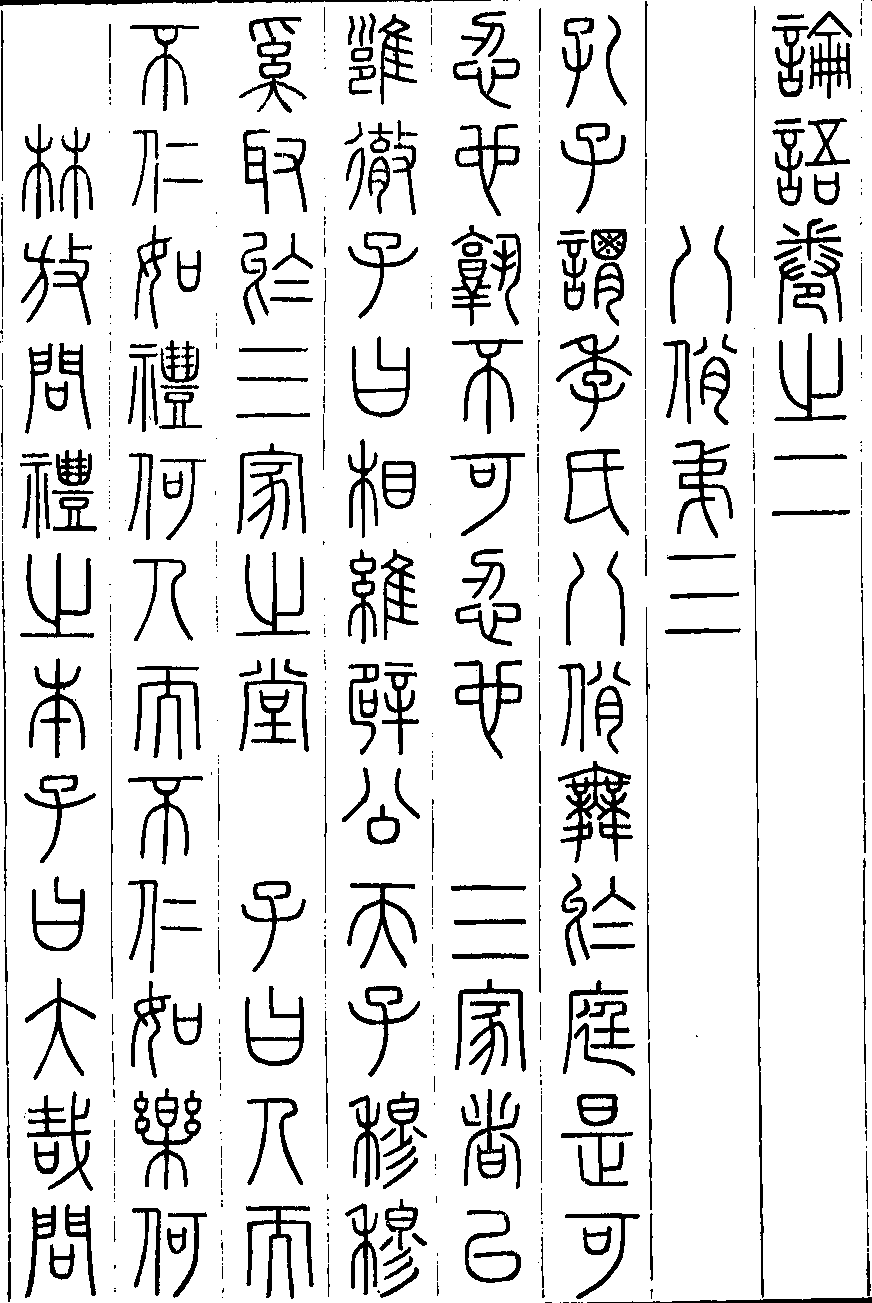 論語卷之二
八佾弟三
孔子謂季氏八佾舞於庭是可
忍也孰不可忍也 三家者以
雝徹子曰相維辟公天子穆穆
奚取於三家之堂 子曰人而
不仁如禮何人而不仁如樂何
林放問禮之本子曰大哉問